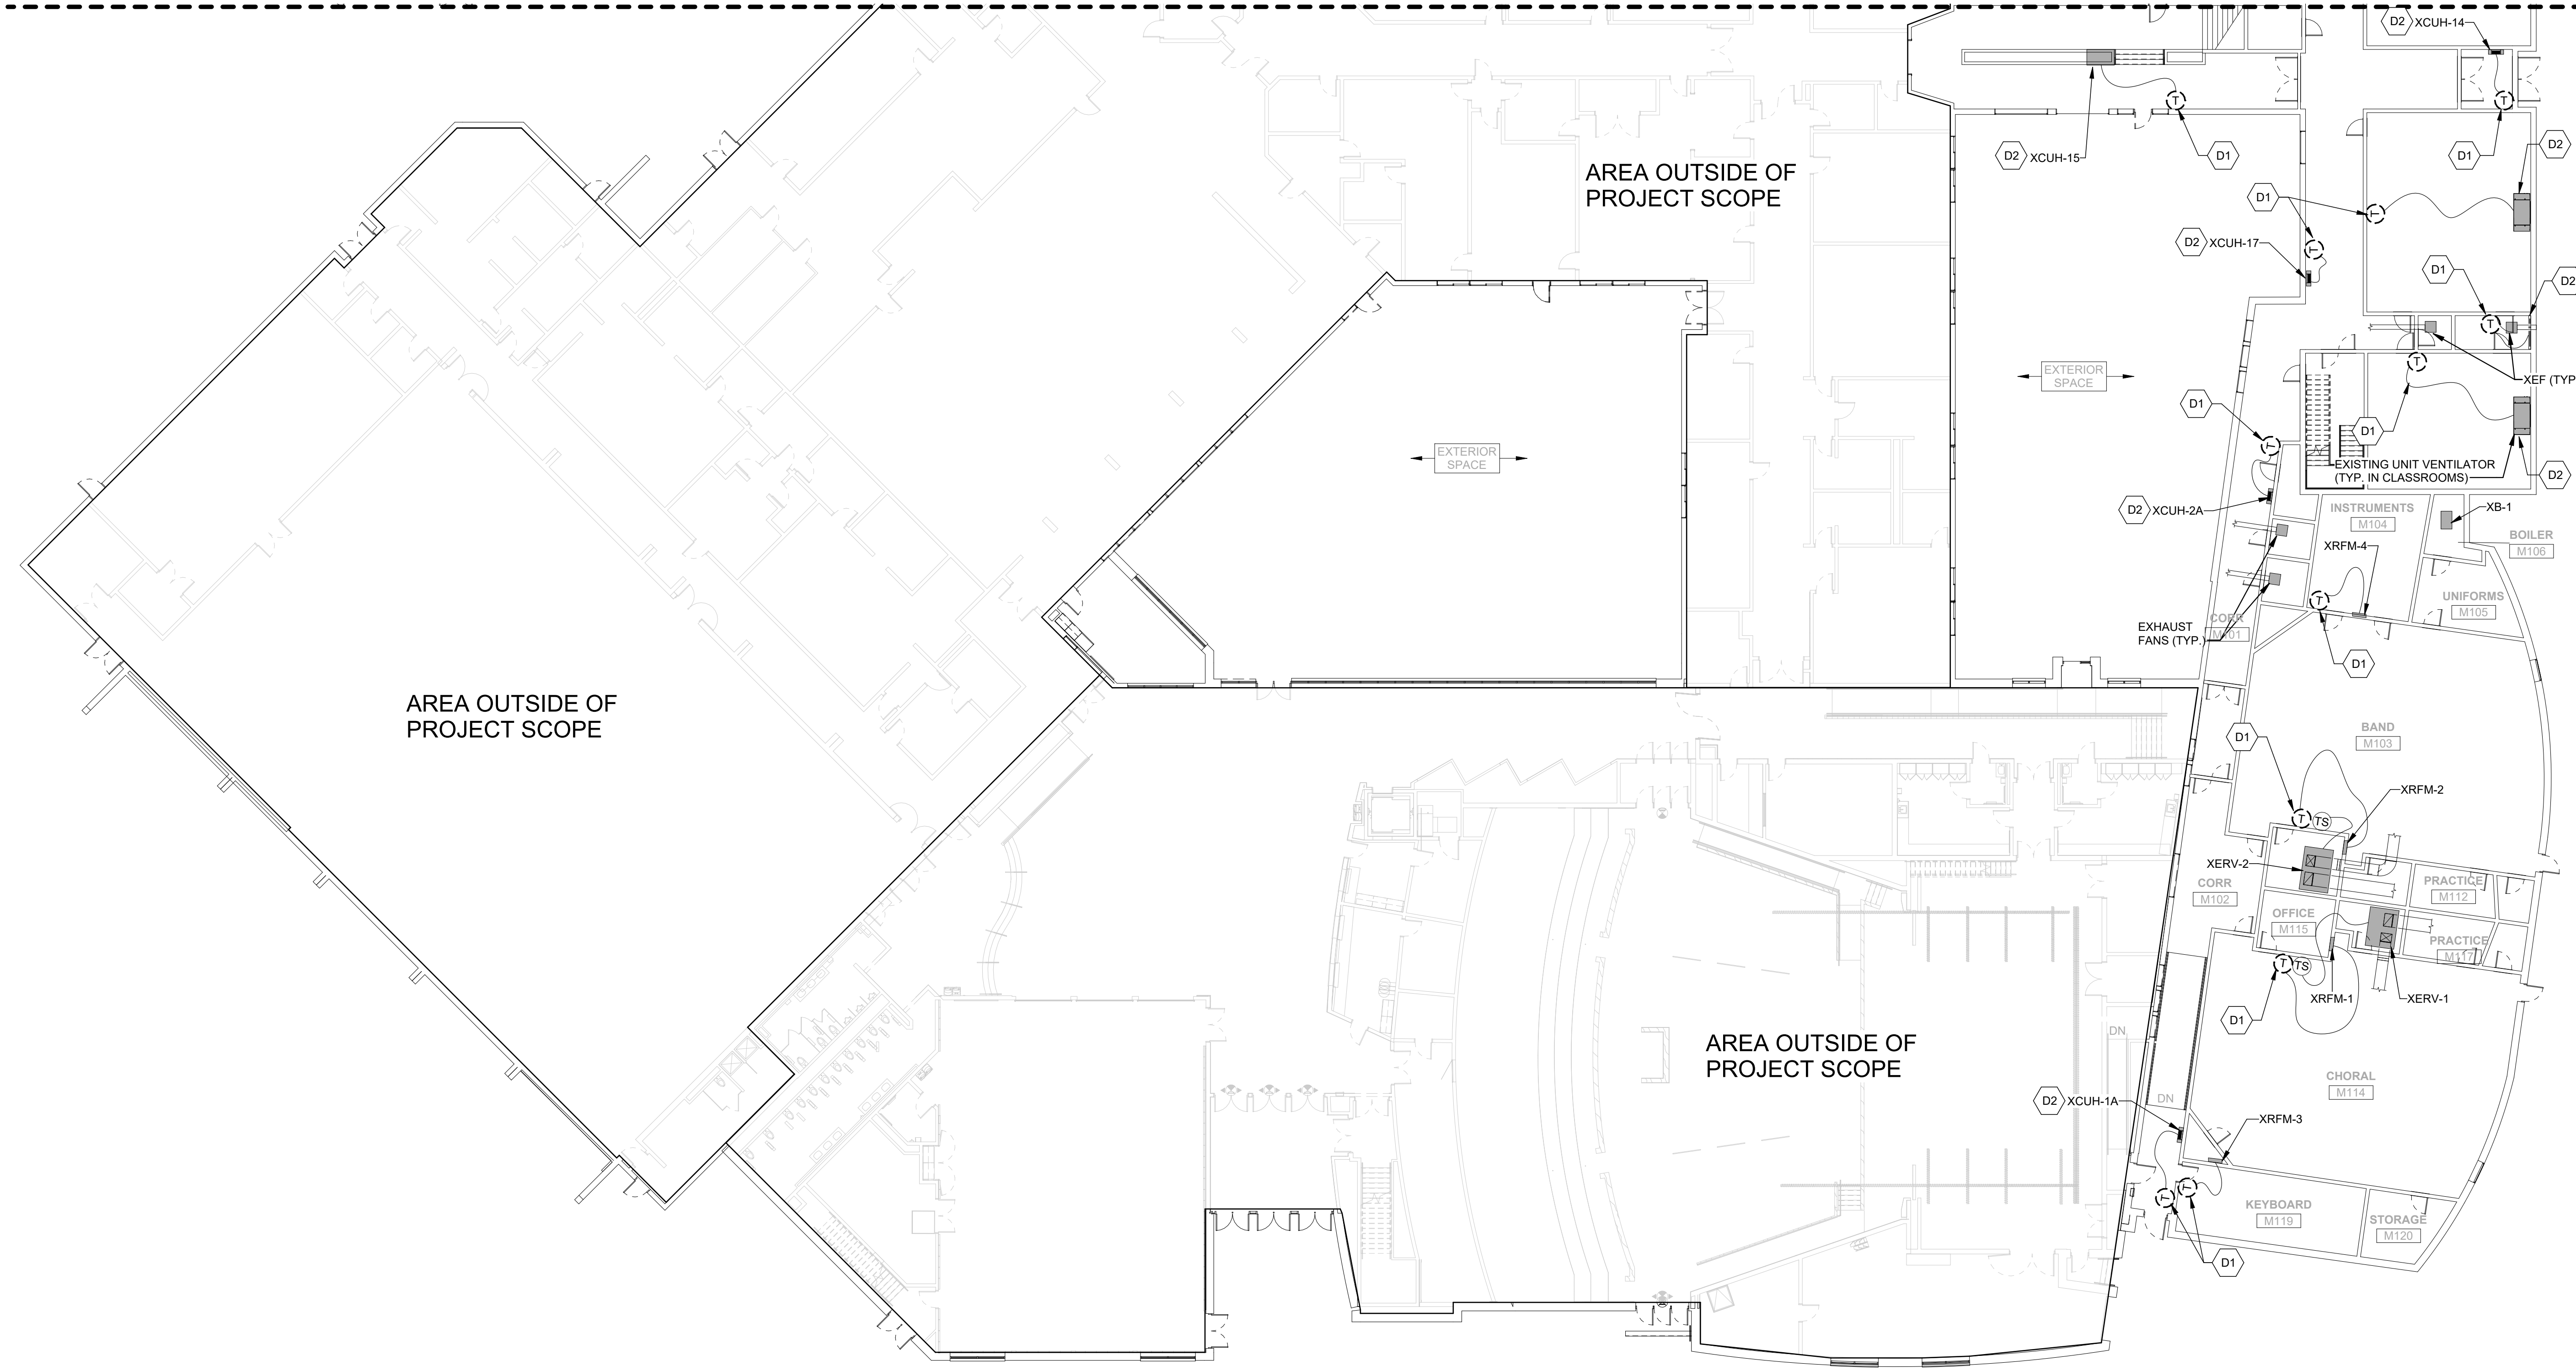 D2 XCUH-14
AREA OUTSIDE OF
PROJECT SCOPE
D2 XCUH-15
T
D1
T
D1
D2
D1
T
T
D2 XCUH-17
D1
D2
T
XEF (TYP
EXTERIOR
SPACE
T
D1
D1
T
EXTERIOR
SPACE
EXISTING UNIT VENTILATOR
(TYP. IN CLASSROOMS)
D2
D2 XCUH-2A
INSTRUMENTS
M104
XB-1
BOILER
M106
XRFM-4
UNIFORMS
M105
T
EXHAUST
FANS (TYP.)
CORR
M101
D1
AREA OUTSIDE OF
PROJECT SCOPE
BAND
M103
D1
XRFM-2
T
TS
XERV-2
CORR
M102
PRACTICE
M112
OFFICE
M115
PRACTICE
M117
T
TS
XRFM-1
XERV-1
D1
DN
AREA OUTSIDE OF
PROJECT SCOPE
CHORAL
M114
D2 XCUH-1A
DN
XRFM-3
T
T
KEYBOARD
M119
STORAGE
M120
D1